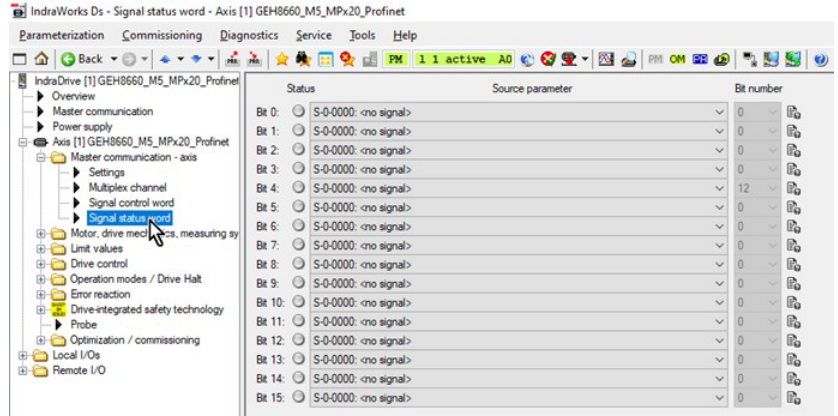 IndraWorks Ds - Signal status word - Axis [1] GEH8660_M5_MPx20_Profinet
Parameterization Commissioning Diagnostics Service Tools Help
Back PM 1 1 active A0 PM OM
IndraDrive [1] GEH8660_M5_MPx20_Profinet
Overview
Master communication
Power supply
Axis [1] GEH8660_M5_MPx20_Profinet
Master communication - axis
Settings
Multiplex channel
Signal control word
Signal status word
Motor, drive mechanics, measuring sy
Limit values
Drive control
Operation modes / Drive Halt
Error reaction
Drive-integrated safety technology
Probe
Optimization / commissioning
Local I/Os
Remote I/O
Status Source parameter Bit number
Bit 0: S-0-0000: <no signal> 0
Bit 1: S-0-0000: <no signal> 0
Bit 2: S-0-0000: <no signal> 0
Bit 3: S-0-0000: <no signal> 0
Bit 4: S-0-0000: <no signal> 12
Bit 5: S-0-0000: <no signal> 0
Bit 6: S-0-0000: <no signal> 0
Bit 7: S-0-0000: <no signal> 0
Bit 8: S-0-0000: <no signal> 0
Bit 9: S-0-0000: <no signal> 0
Bit 10: S-0-0000: <no signal> 0
Bit 11: S-0-0000: <no signal> 0
Bit 12: S-0-0000: <no signal> 0
Bit 13: S-0-0000: <no signal> 0
Bit 14: S-0-0000: <no signal> 0
Bit 15: S-0-0000: <no signal> 0